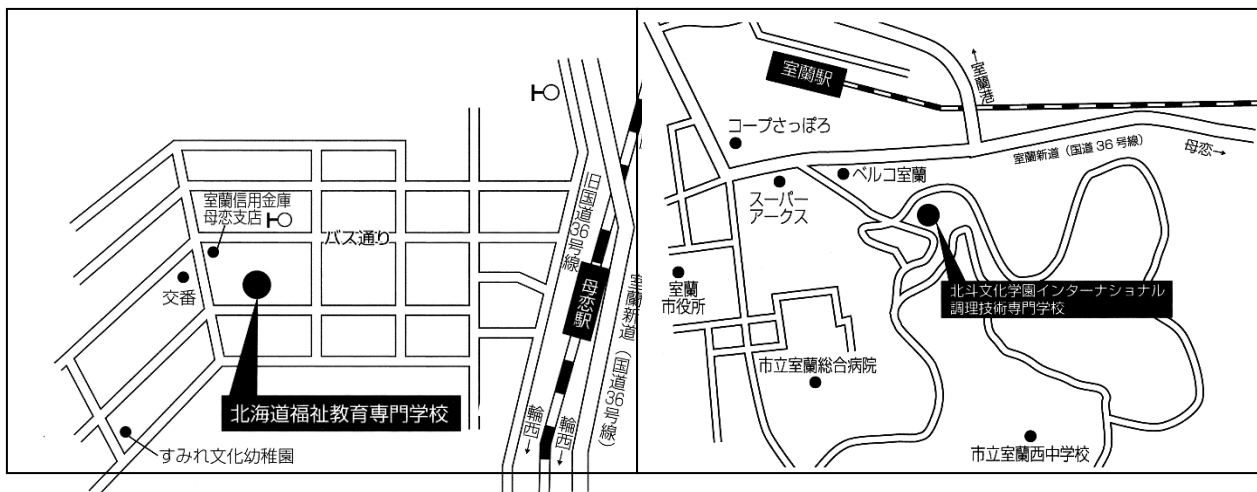 室蘭信用金庫
母恋支店
バス通り
交番
旧国道36号線
母恋駅
室蘭新道（国道36号線）
北海道福祉教育専門学校
すみれ文化幼稚園
輪西→
輪西→
室蘭駅
←室蘭港
コープさっぽろ
室蘭新道（国道36号線）
母恋→
ベルコ室蘭
スーパー
アークス
室蘭
市役所
北斗文化学園インターナショナル
調理技術専門学校
市立室蘭総合病院
市立室蘭西中学校